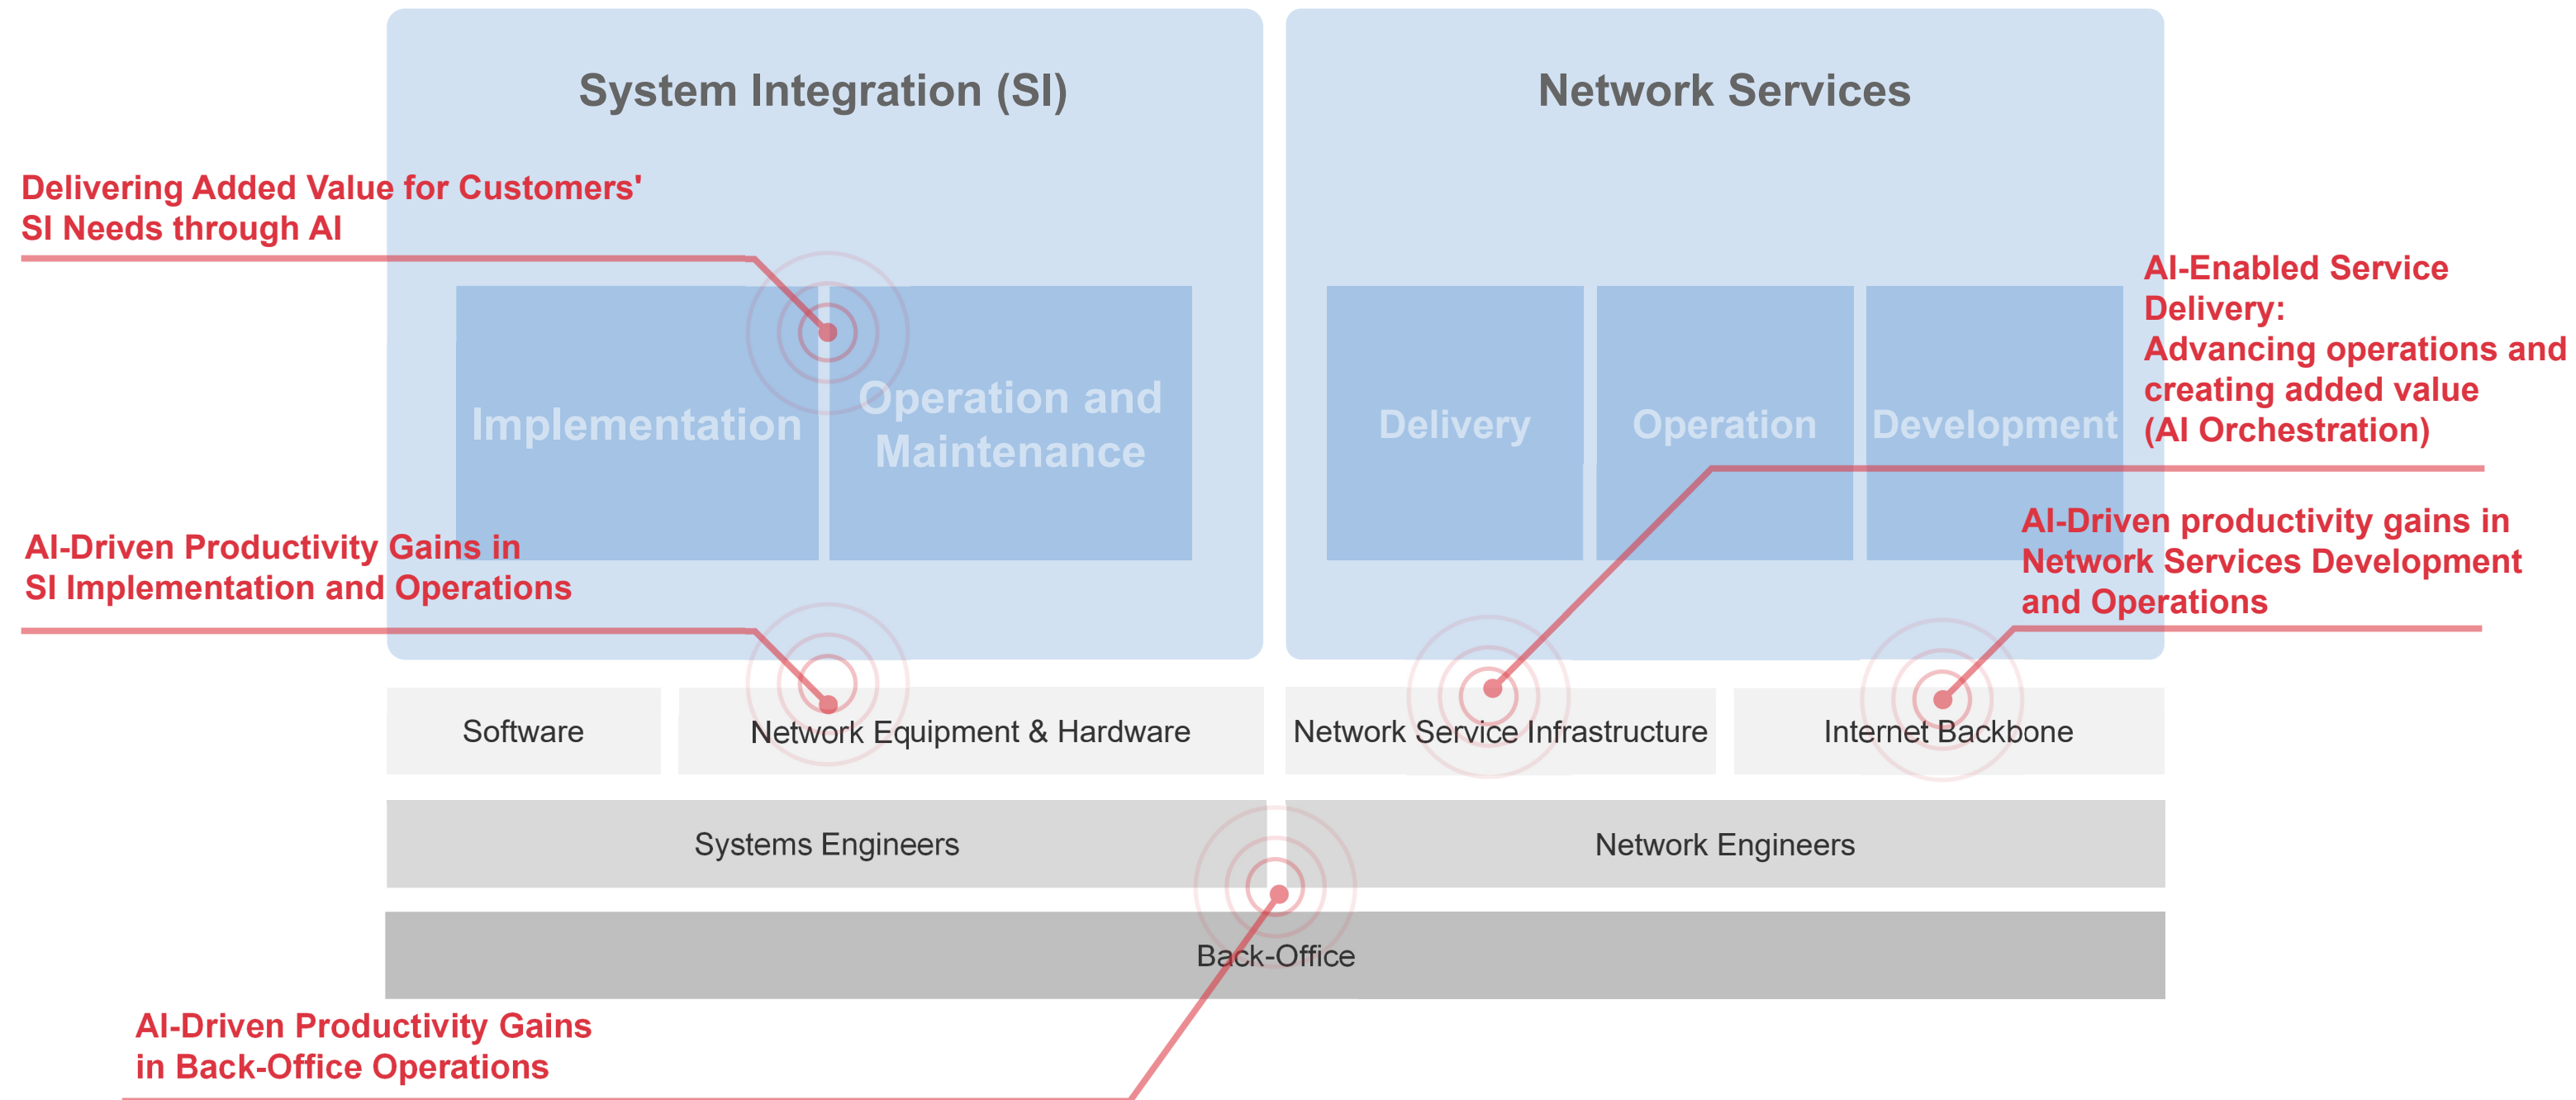 System Integration (SI)
Network Services
Delivering Added Value for Customers'
SI Needs through AI
AI-Enabled Service
Delivery:
Advancing operations and
creating added value
(AI Orchestration)
Implementation
Operation and
Maintenance
Delivery
Operation
Development
AI-Driven Productivity Gains in
SI Implementation and Operations
AI-Driven productivity gains in
Network Services Development
and Operations
Software
Network Equipment & Hardware
Network Service Infrastructure
Internet Backbone
Systems Engineers
Network Engineers
Back-Office
AI-Driven Productivity Gains
in Back-Office Operations